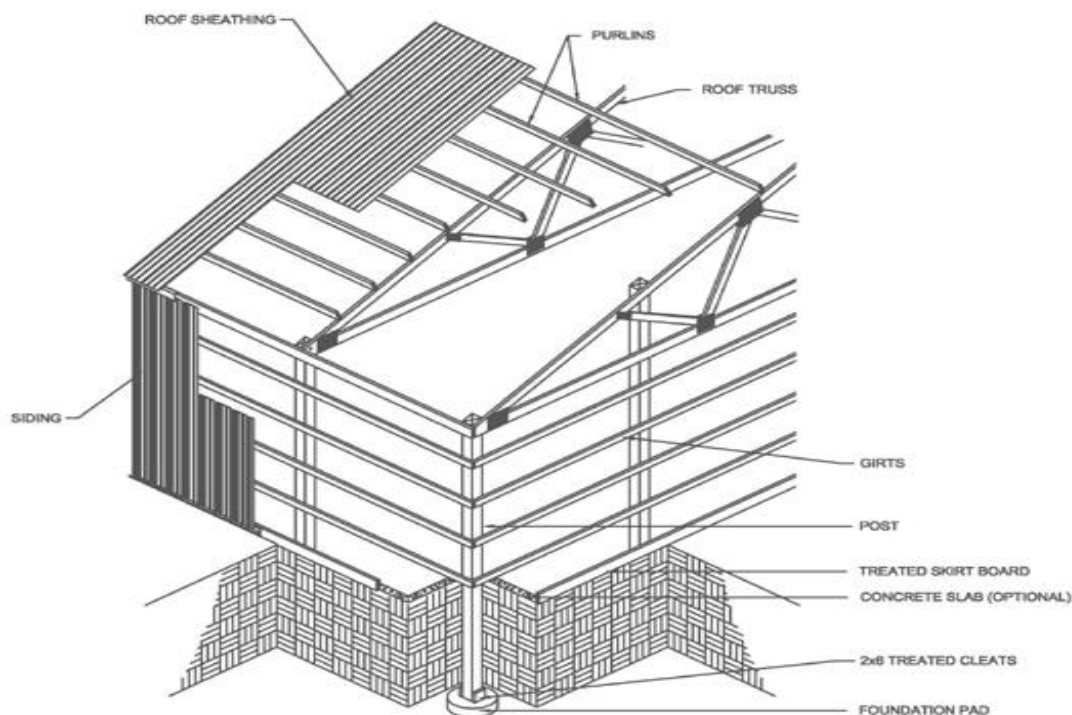 ROOF SHEATHING
PURLINS
ROOF TRUSS
SIDING
GIRTS
POST
TREATED SKIRT BOARD
CONCRETE SLAB (OPTIONAL)
2x6 TREATED CLEATS
FOUNDATION PAD